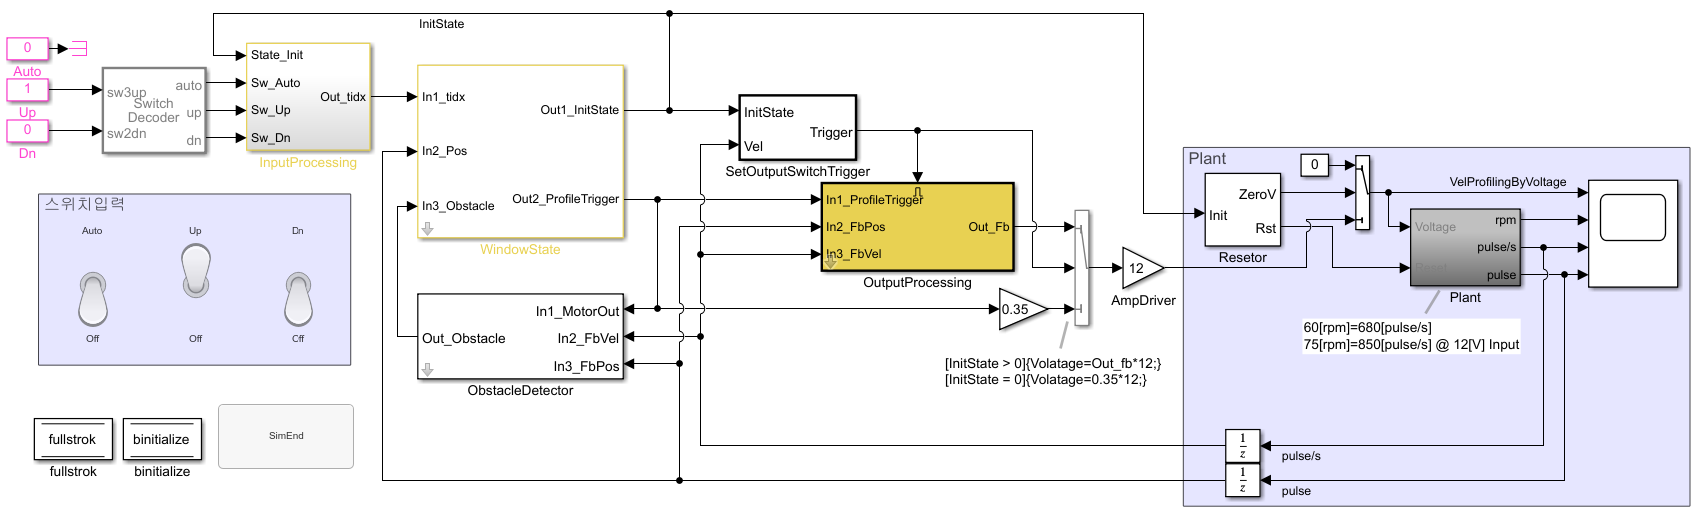 InitState
0
Auto
1
Up
0
Dn
sw3up
sw2dn
Switch
Decoder
auto
up
dn
State_Init
Sw_Auto
Sw_Up
Sw_Dn
Out_tidx
InputProcessing
In1_tidx
In2_Pos
In3_Obstacle
Out1_InitState
Out2_ProfileTrigger
WindowState
InitState
Vel
Trigger
SetOutputSwitchTrigger
In1_ProfileTrigger
In2_FbPos
In3_FbVel
Out_Fb
OutputProcessing
In1_MotorOut
In2_FbVel
In3_FbPos
Out_Obstacle
ObstacleDetector
0.35
12
AmpDriver
[InitState > 0]{Volatage=Out_fb*12;}
[InitState = 0]{Volatage=0.35*12;}
Plant
0
Init
ZeroV
Rst
Resetor
VelProfilingByVoltage
Voltage
Reset
rpm
pulse/s
pulse
Plant
60[rpm]=680[pulse/s]
75[rpm]=850[pulse/s] @ 12[V] Input
1
z
pulse/s
1
z
pulse
스위치입력
Auto
Up
Dn
Off
Off
Off
fullstrok
fullstrok
binitialize
binitialize
SimEnd